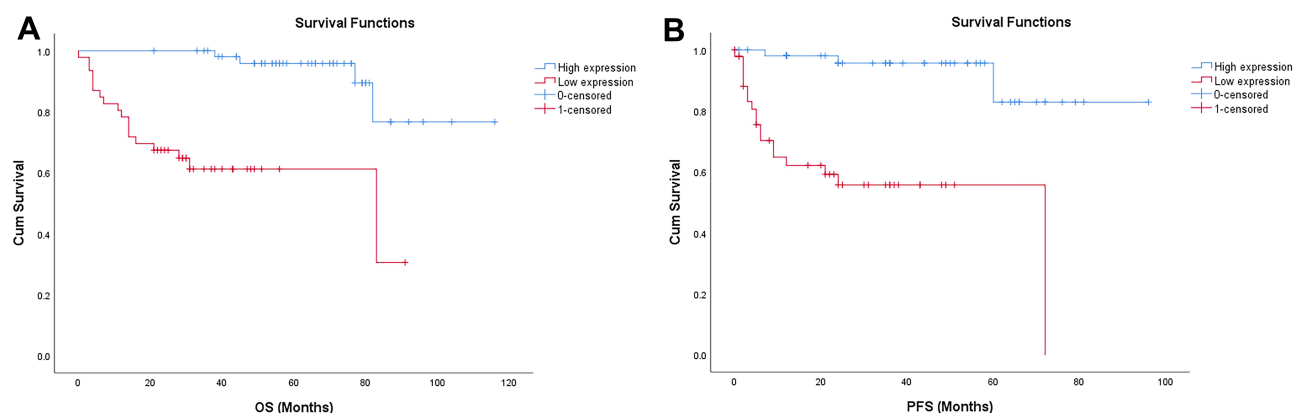 A
Survival Functions
Cum Survival
1.0
0.8
0.6
0.4
0.2
0.0
0 20 40 60 80 100 120
OS (Months)
High expression
Low expression
0-censored
1-censored
B
Survival Functions
Cum Survival
1.0
0.8
0.6
0.4
0.2
0.0
0 20 40 60 80 100
PFS (Months)
High expression
Low expression
0-censored
1-censored